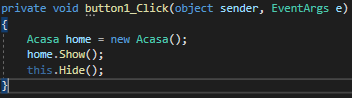 private void button1_Click(object sender, EventArgs e)
{
Acasa home = new Acasa();
home.Show();
this.Hide();
}